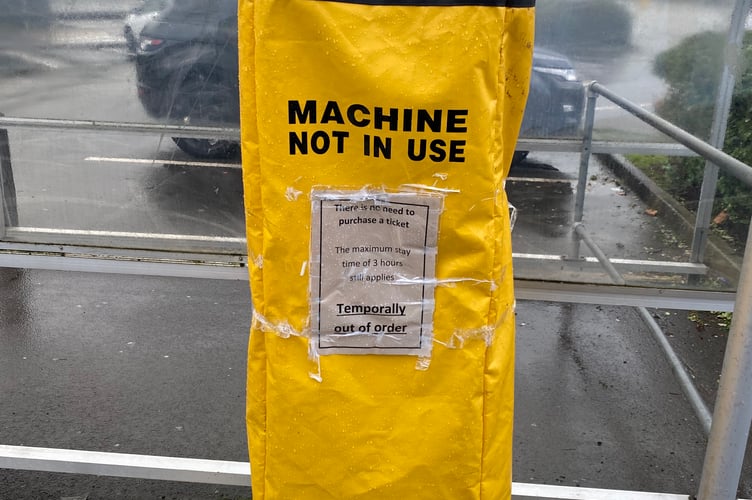 MACHINE
NOT IN USE
There is no need to
purchase a ticket
The maximum stay
time of 3 hours
still applies
Temporally
out of order